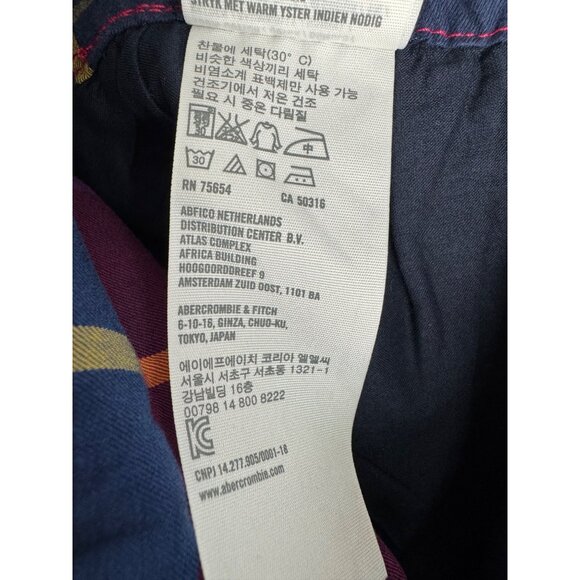 STRYK MET WARM YSTER INDIEN NODIG
찬물에 세탁(30° C)
비슷한 색상끼리 세탁
비염소계 표백제만 사용 가능
건조기에서 저온 건조
필요 시 중온 다림질
中
30
RN 75654 CA 50316
ABFICO NETHERLANDS
DISTRIBUTION CENTER B.V.
ATLAS COMPLEX
AFRICA BUILDING
HOOGOORDDREEF 9
AMSTERDAM ZUID OOST, 1101 BA
ABERCROMBIE & FITCH
6-10-16, GINZA, CHUO-KU,
TOKYO, JAPAN
에이에프에이치 코리아 엘엘씨
서울시 서초구 서초동 1321-1
강남빌딩 16층
00798 14 800 8222
CNPJ 14.277.905/0001-18
www.abercrombie.com